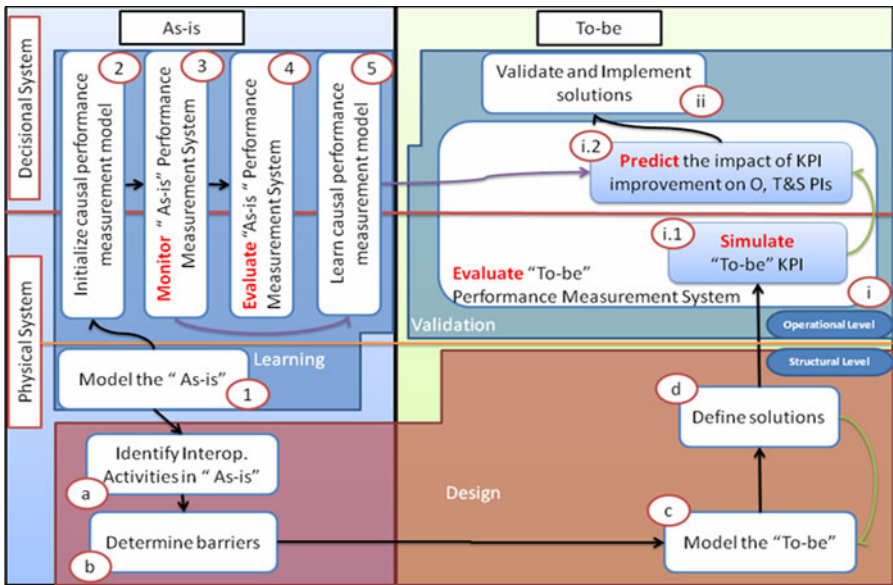 As-is
To-be
Decisional System
Physical System
2
Initialize causal performance
measurement model
3
Monitor " As-is" Performance
Measurement System
4
Evaluate "As-is " Performance
Measurement System
5
Learn causal performance
measurement model
Validate and Implement
solutions
ii
i.2
Predict the impact of KPI
improvement on O, T&S PIs
i.1
Simulate
"To-be" KPI
Evaluate "To-be"
Performance Measurement System
i
Validation
Operational Level
Structural Level
Learning
Model the " As-is"
1
Identify Interop.
Activities in " As-is"
a
Determine barriers
b
Design
d
Define solutions
c
Model the "To-be"